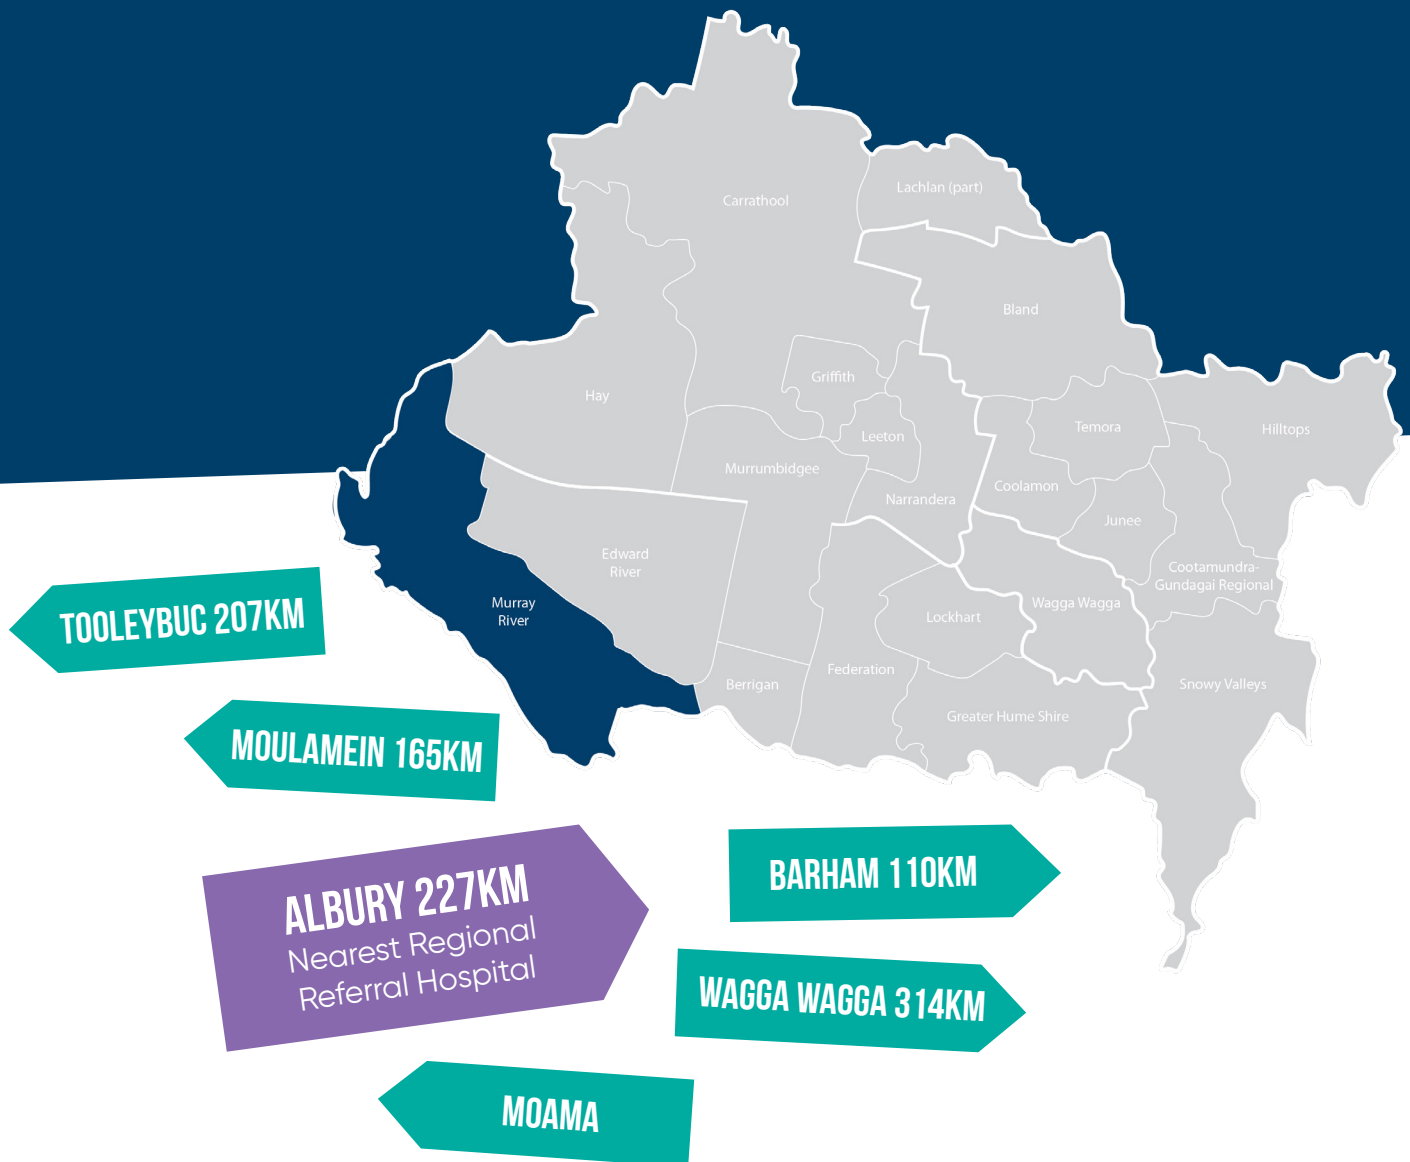 Carrathool
Lachlan (part)
Bland
Griffith
Hay
Leeton
Temora
Hilltops
Murrumbidgee
Coolamon
Narrandera
Junee
Edward
River
Cootamundra-
Gundagai Regional
Murray
River
Wagga Wagga
Lockhart
Federation
Berrigan
Snowy Valleys
Greater Hume Shire
TOOLEYBUC 207KM
MOULAMEIN 165KM
ALBURY 227KM
Nearest Regional
Referral Hospital
BARHAM 110KM
WAGGA WAGGA 314KM
MOAMA